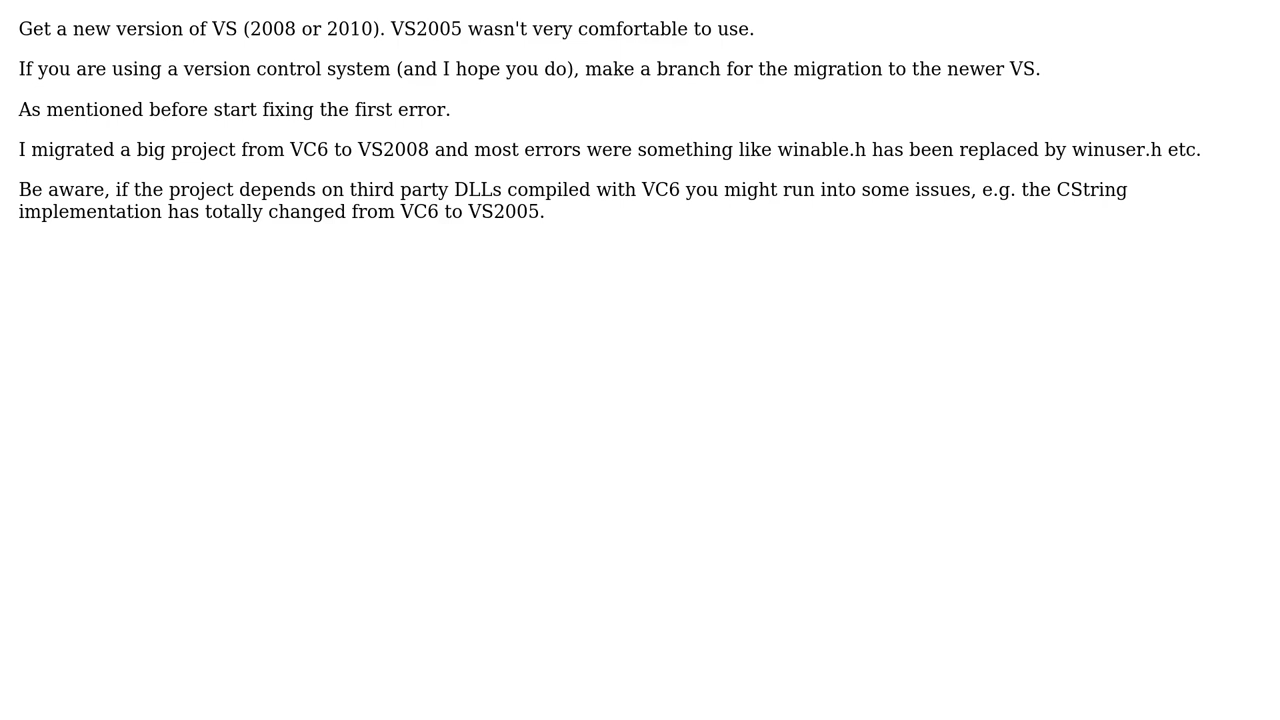 Get a new version of VS (2008 or 2010). VS2005 wasn't very comfortable to use.
If you are using a version control system (and I hope you do), make a branch for the migration to the newer VS.
As mentioned before start fixing the first error.
I migrated a big project from VC6 to VS2008 and most errors were something like winable.h has been replaced by winuser.h etc.
Be aware, if the project depends on third party DLLs compiled with VC6 you might run into some issues, e.g. the CString
implementation has totally changed from VC6 to VS2005.